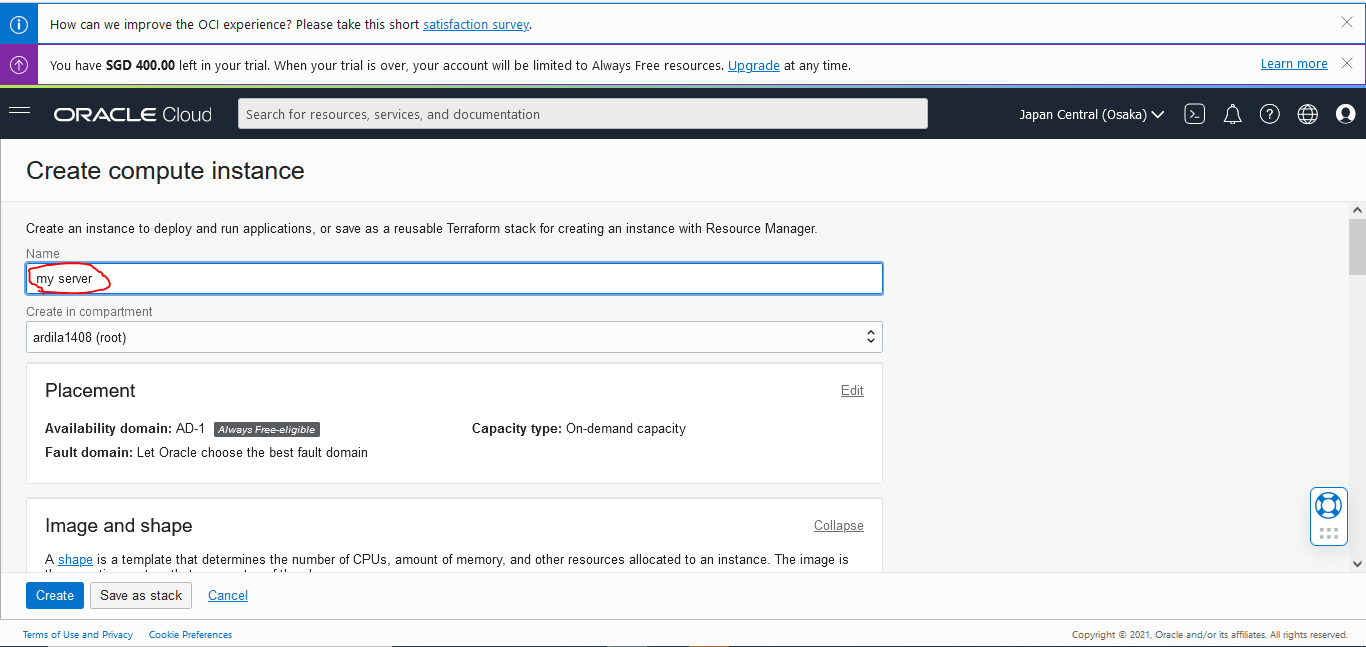 How can we improve the OCI experience? Please take this short satisfaction survey.
You have SGD 400.00 left in your trial. When your trial is over, your account will be limited to Always Free resources. Upgrade at any time.
Learn more
ORACLE Cloud
Search for resources, services, and documentation
Japan Central (Osaka)
Create compute instance
Create an instance to deploy and run applications, or save as a reusable Terraform stack for creating an instance with Resource Manager.
Name
my server
Create in compartment
ardila1408 (root)
Placement
Edit
Availability domain: AD-1 Always Free-eligible
Capacity type: On-demand capacity
Fault domain: Let Oracle choose the best fault domain
Image and shape
Collapse
A shape is a template that determines the number of CPUs, amount of memory, and other resources allocated to an instance. The image is
Create
Save as stack
Cancel
Terms of Use and Privacy
Cookie Preferences
Copyright © 2021, Oracle and/or its affiliates. All rights reserved.